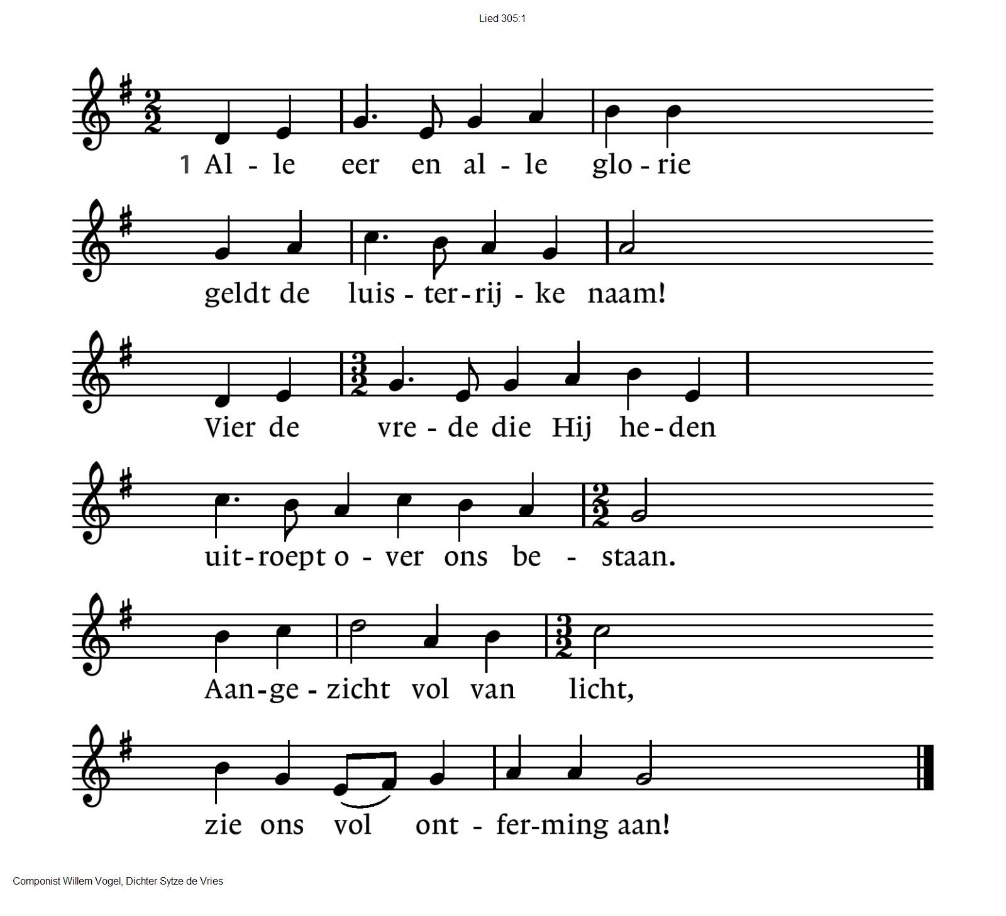 Lied 305:1
1 Al - le eer en al - le glo - rie
geldt de luis - ter - rij - ke naam!
Vier de vre - de die Hij he - den
uit - roept o - ver ons be - staan.
Aan - ge - zicht vol van licht,
zie ons vol ont - fer - ming aan!
Componist Willem Vogel, Dichter Sytze de Vries